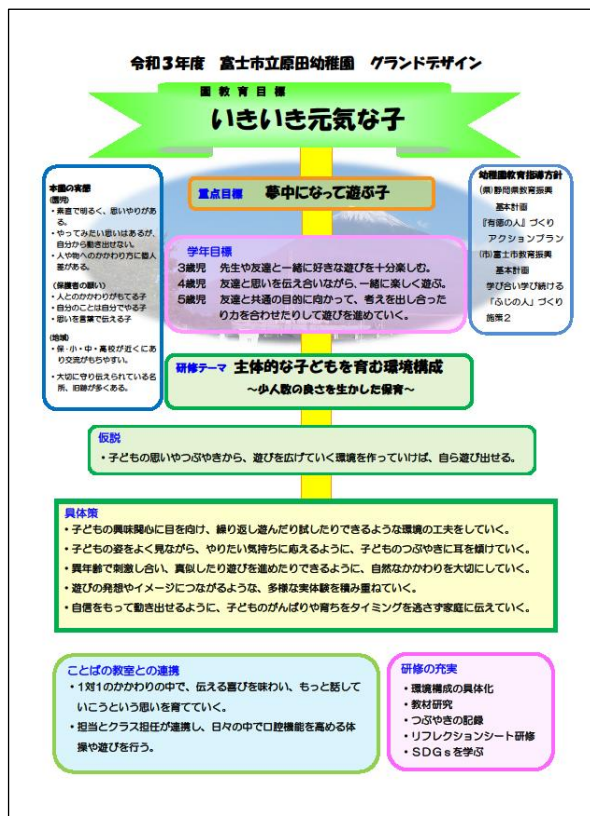 令和３年度　富士市立原田幼稚園　グランドデザイン
園教育目標
いきいき元気な子
本園の実態
(園児)
・素直で明るく、思いやりがあ
る。
・やってみたい思いはあるが、
自分から動き出せない。
・人や物へのかかわり方に個人
差がある。
(保護者の願い)
・人とのかかわりがもてる子
・自分のことは自分でやる子
・思いを言葉で伝える子
(地域)
・保・小・中・高校が近くにあ
り交流がもちやすい。
・大切に守り伝えられている名
所、旧跡が多くある。
重点目標　夢中になって遊ぶ子
学年目標
３歳児　先生や友達と一緒に好きな遊びを十分楽しむ。
４歳児　友達と思いを伝え合いながら、一緒に楽しく遊ぶ。
５歳児　友達と共通の目的に向かって、考えを出し合った
り力を合わせたりして遊びを進めていく。
幼稚園教育指導方針
(県)静岡県教育振興
基本計画
『有徳の人』づくり
アクションプラン
(市)富士市教育振興
基本計画
学び合い学び続ける
「ふじの人」づくり
施策２
研修テーマ　主体的な子どもを育む環境構成
～少人数の良さを生かした保育～
仮説
・子どもの思いやつぶやきから、遊びを広げていく環境を作っていけば、自ら遊び出せる。
具体策
・子どもの興味関心に目を向け、繰り返し遊んだり試したりできるような環境の工夫をしていく。
・子どもの姿をよく見ながら、やりたい気持ちに応えるように、子どものつぶやきに耳を傾けていく。
・異年齢で刺激し合い、真似したり遊びを進めたりできるように、自然なかかわりを大切にしていく。
・遊びの発想やイメージにつながるような、多様な実体験を積み重ねていく。
・自信をもって動き出せるように、子どものがんばりや育ちをタイミングを逃さず家庭に伝えていく。
ことばの教室との連携
・１対１のかかわりの中で、伝える喜びを味わい、もっと話して
いこうという思いを育てていく。
・担当とクラス担任が連携し、日々の中で口腔機能を高める体
操や遊びを行う。
研修の充実
・環境構成の具体化
・教材研究
・つぶやきの記録
・リフレクションシート研修
・ＳＤＧｓを学ぶ